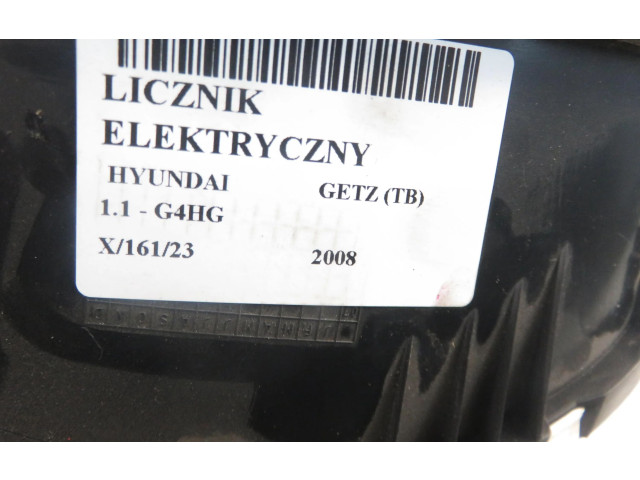 LICZNIK
ELEKTRYCZNY
HYUNDAI GETZ (TB)
1.1 - G4HG
X/161/23 2008